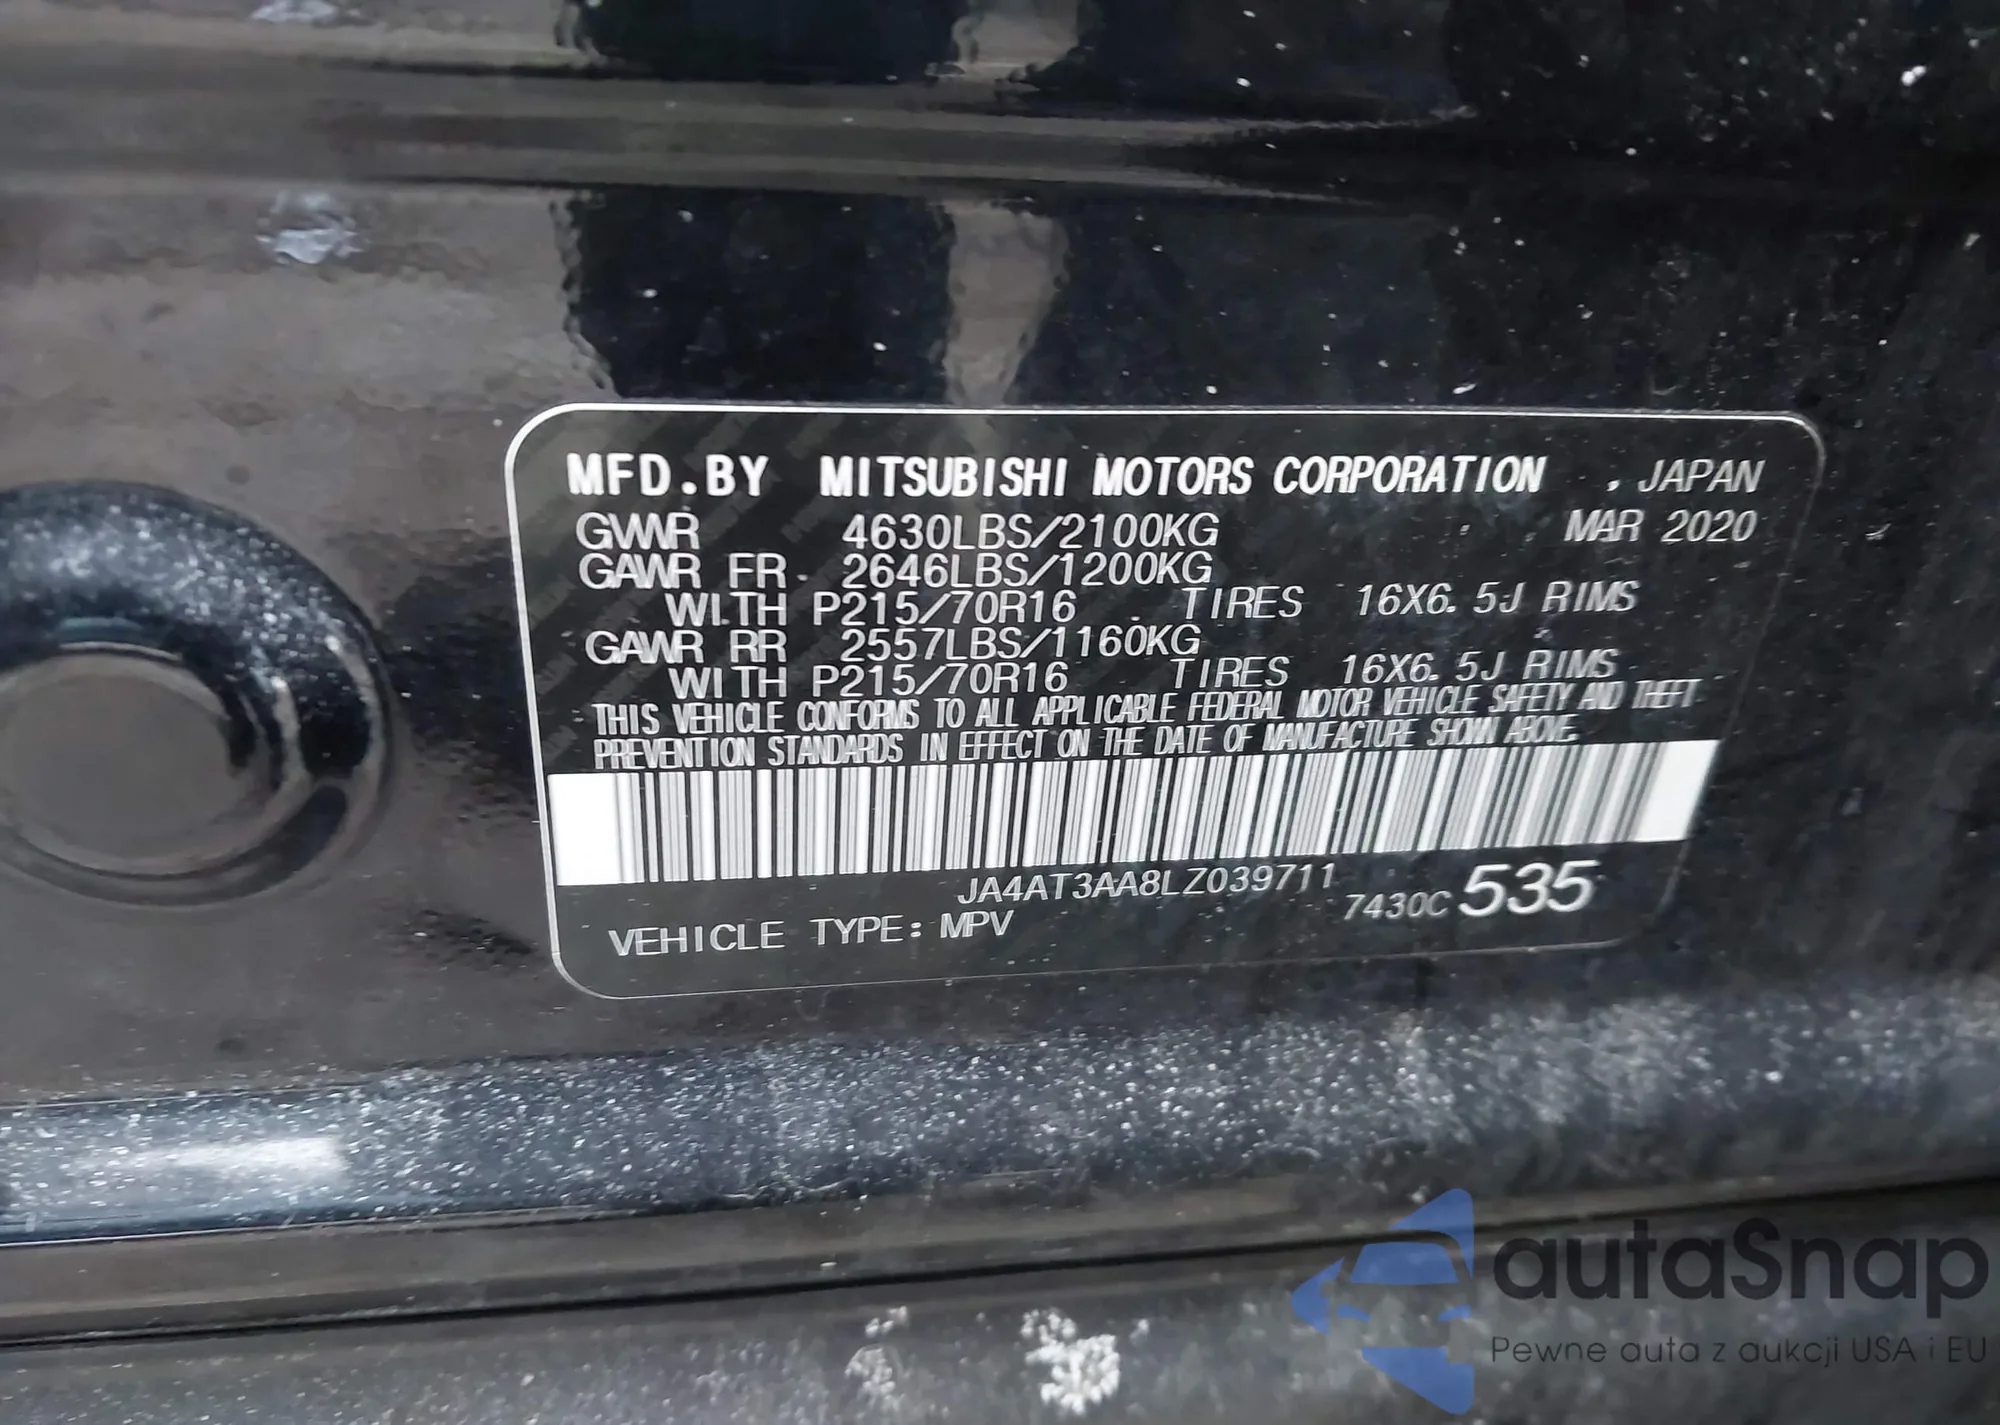 MFD.BY MITSUBISHI MOTORS CORPORATION , JAPAN
GVWR 4630LBS/2100KG MAR 2020
GAWR FR 2646LBS/1200KG
WITH P215/70R16 TIRES 16X6.5J RIMS
GAWR RR 2557LBS/1160KG
WITH P215/70R16 TIRES 16X6.5J RIMS
THIS VEHICLE CONFORMS TO ALL APPLICABLE FEDERAL MOTOR VEHICLE SAFETY AND THEFT
PREVENTION STANDARDS IN EFFECT ON THE DATE OF MANUFACTURE SHOWN ABOVE.
JA4AT3AA8LZ039711
7430C 535
VEHICLE TYPE: MPV
autaSnap
Pewne auta z aukcji USA i EU